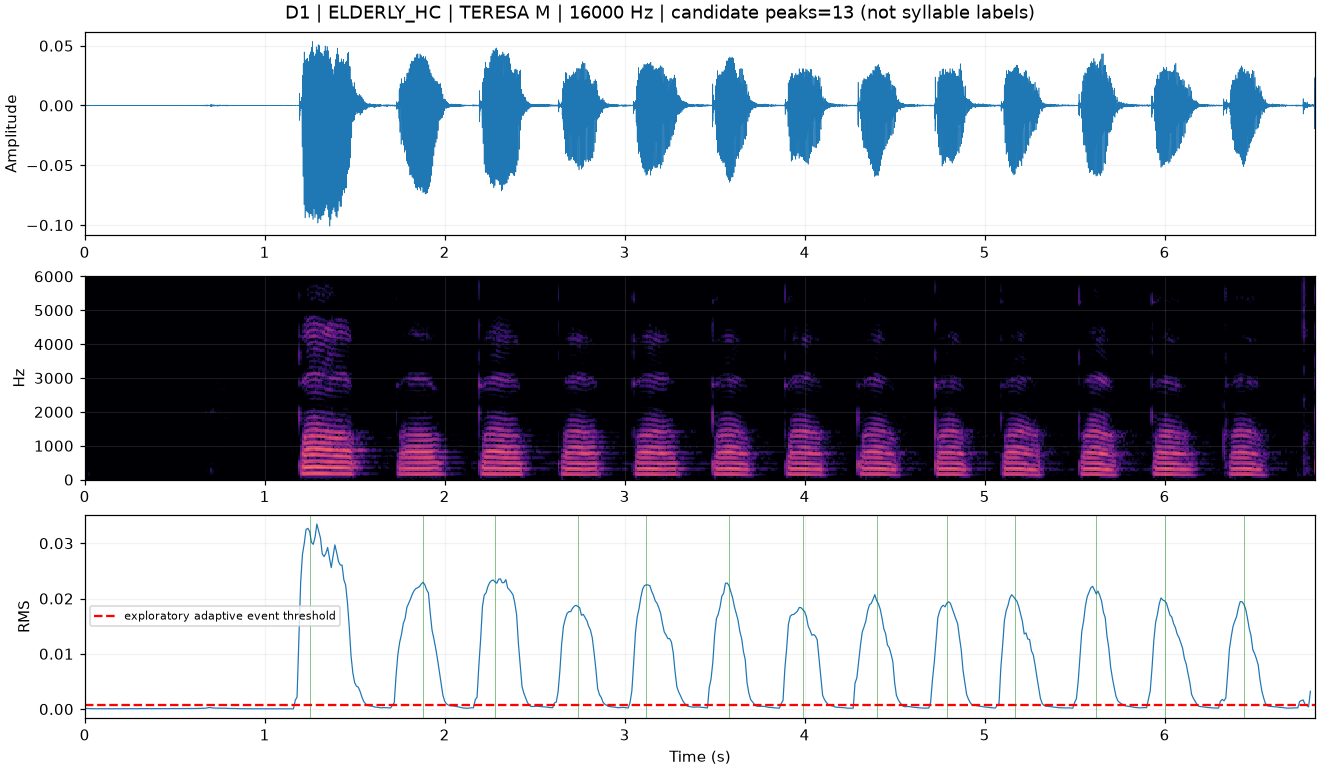 D1 | ELDERLY_HC | TERESA M | 16000 Hz | candidate peaks=13 (not syllable labels)
Amplitude
0.05
0.00
−0.05
−0.10
0 1 2 3 4 5 6
Hz
6000
5000
4000
3000
2000
1000
0
0 1 2 3 4 5 6
RMS
0.03
0.02
0.01
0.00
exploratory adaptive event threshold
0 1 2 3 4 5 6
Time (s)